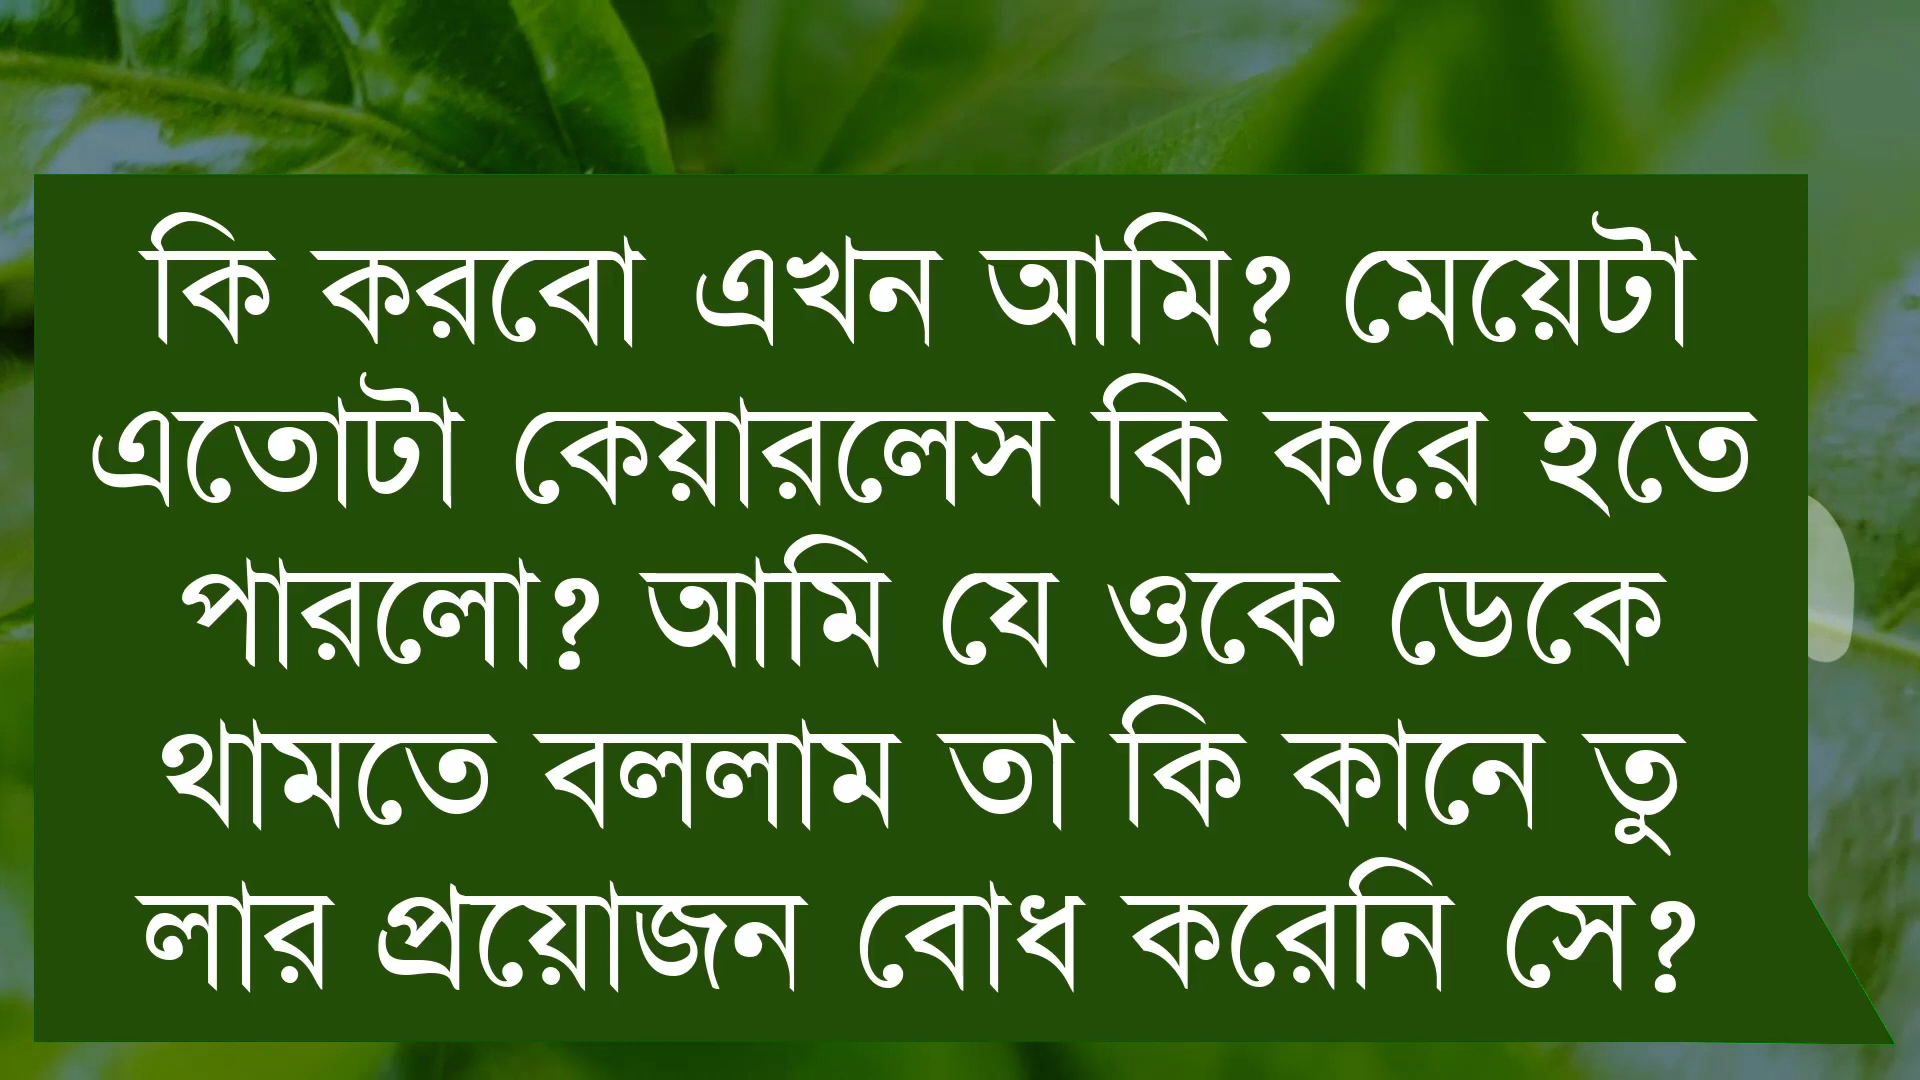 কি করবো এখন আমি? মেয়েটা
এতোটা কেয়ারলেস কি করে হতে
পারলো? আমি যে ওকে ডেকে
থামতে বললাম তা কি কানে তু
লার প্রয়োজন বোধ করেনি সে?